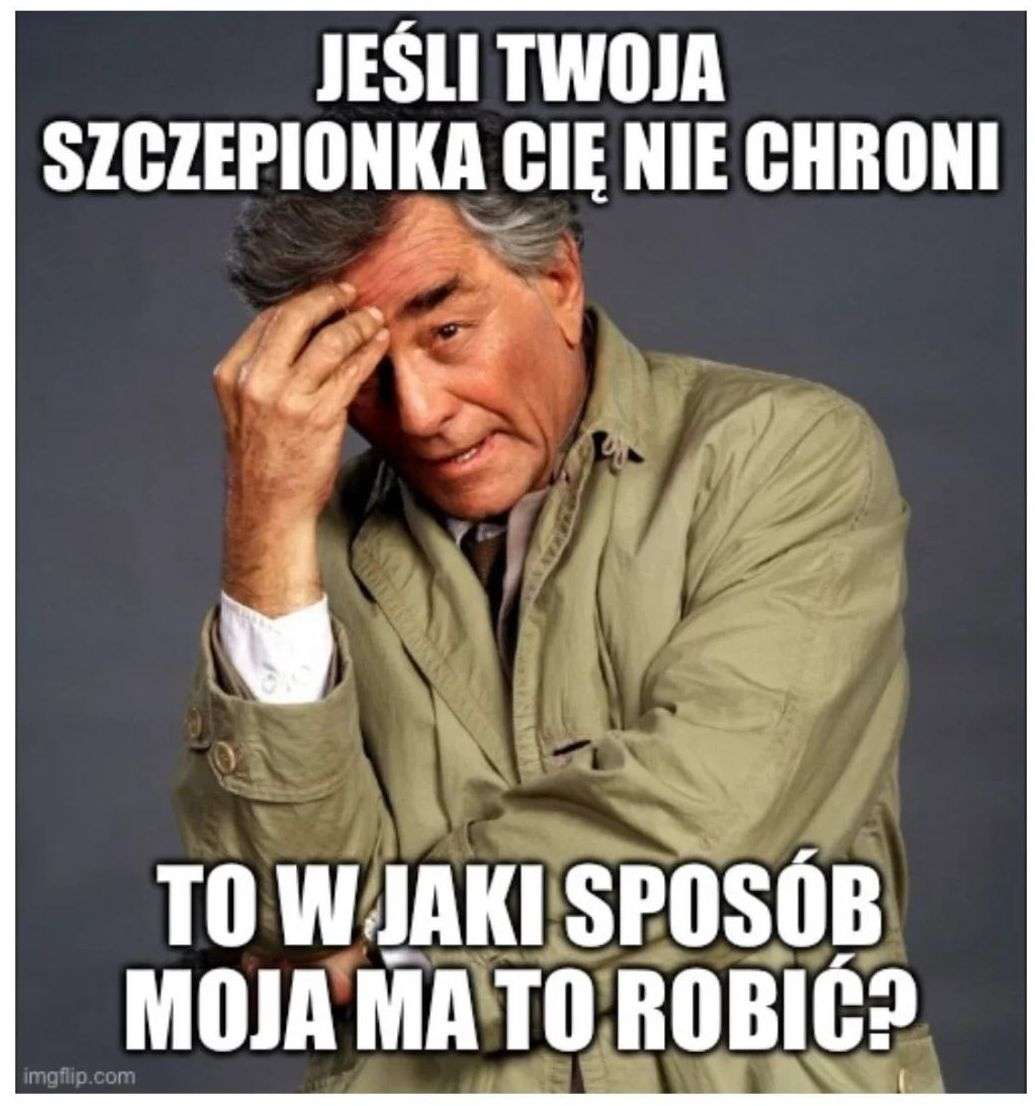 JEŚLI TWOJA
SZCZEPIONKA CIĘ NIE CHRONI
TO W JAKI SPOSÓB
MOJA MA TO ROBIĆ?
imgflip.com